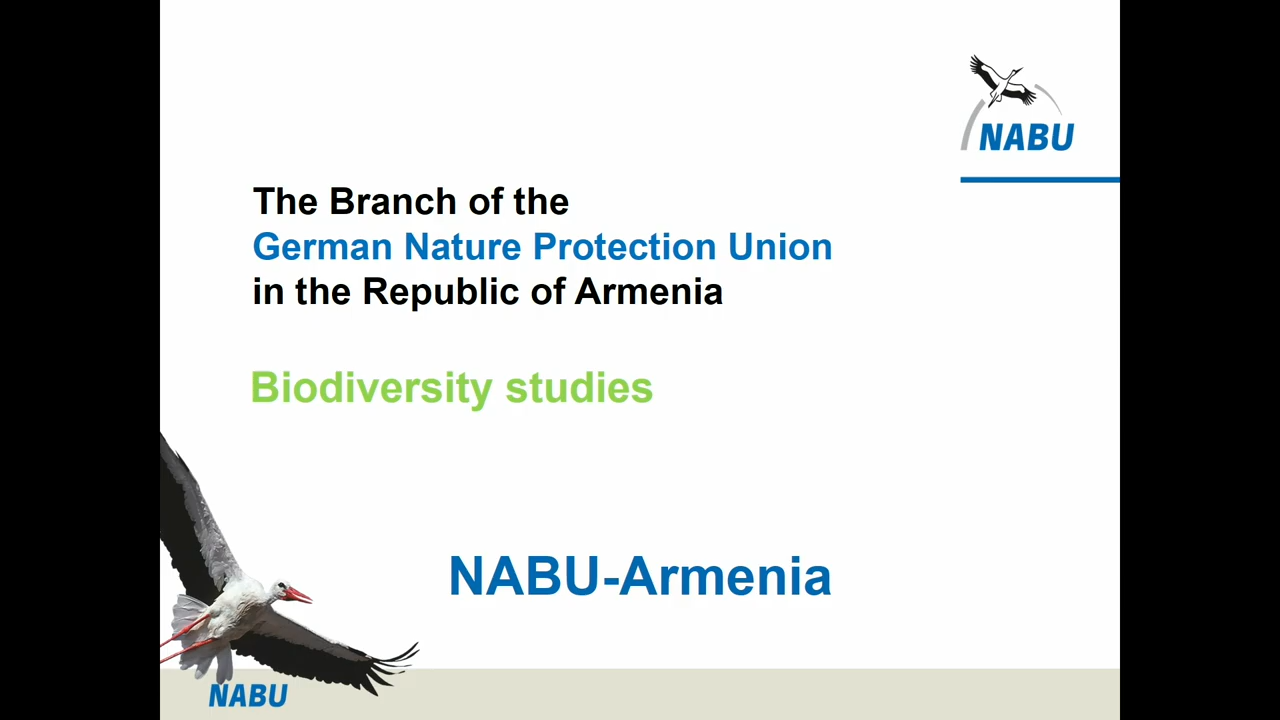 NABU
The Branch of the
German Nature Protection Union
in the Republic of Armenia
Biodiversity studies
NABU-Armenia
NABU